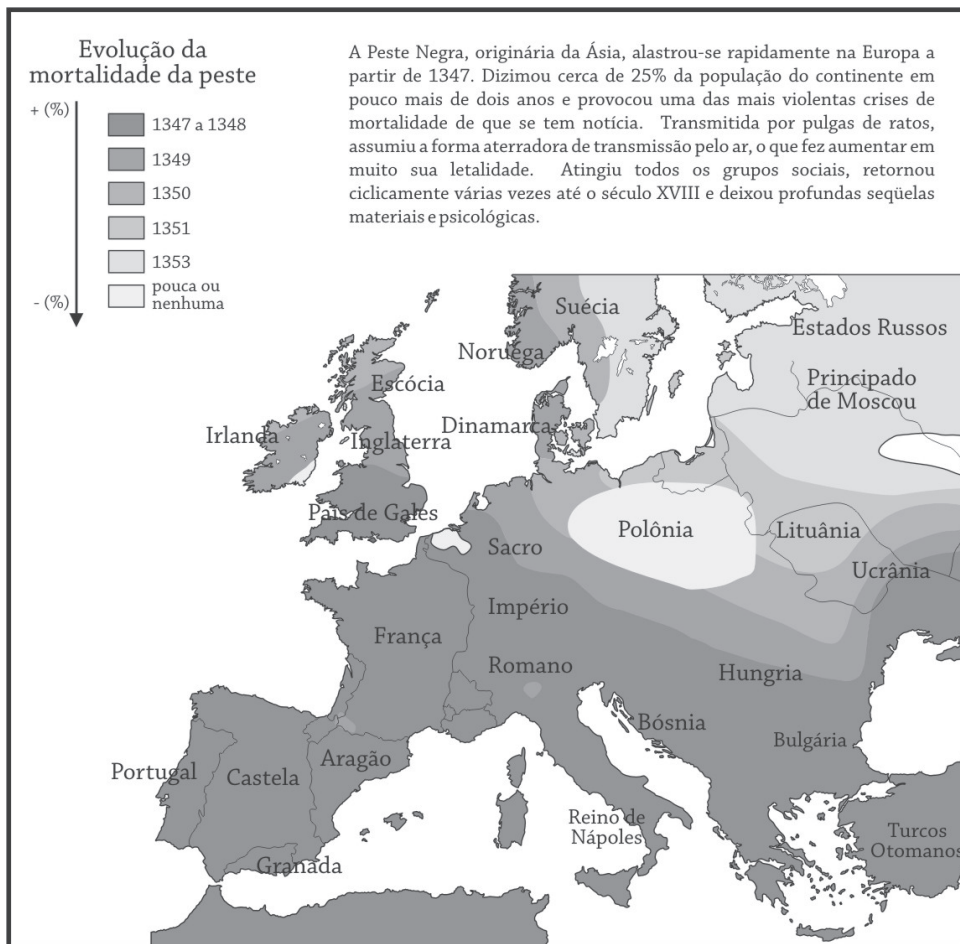 Evolução da
mortalidade da peste
+ (%)
1347 a 1348
1349
1350
1351
1353
pouca ou
nenhuma
- (%)
A Peste Negra, originária da Ásia, alastrou-se rapidamente na Europa a
partir de 1347. Dizimou cerca de 25% da população do continente em
pouco mais de dois anos e provocou uma das mais violentas crises de
mortalidade de que se tem notícia. Transmitida por pulgas de ratos,
assumiu a forma aterradora de transmissão pelo ar, o que fez aumentar em
muito sua letalidade. Atingiu todos os grupos sociais, retornou
ciclicamente várias vezes até o século XVIII e deixou profundas seqüelas
materiais e psicológicas.
Suécia
Estados Russos
Noruega
Escócia
Principado
de Moscou
Irlanda
Inglaterra
Dinamarca
País de Gales
Sacro
Polônia
Lituânia
Ucrânia
Império
França
Romano
Hungria
Bósnia
Bulgária
Portugal
Castela
Aragão
Reino de
Nápoles
Turcos
Otomanos
Granada